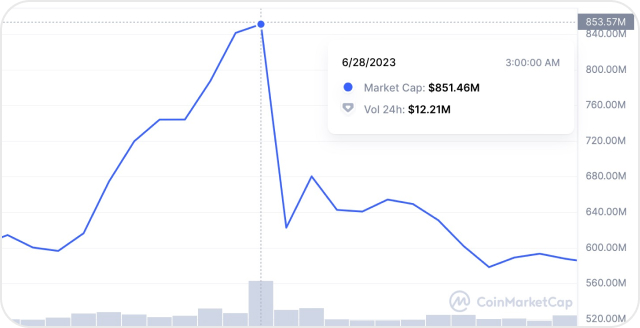 853.57M
840.00M
6/28/2023 3:00:00 AM
800.00M
Market Cap: $851.46M
Vol 24h: $12.21M
760.00M
720.00M
680.00M
640.00M
600.00M
560.00M
CoinMarketCap
520.00M